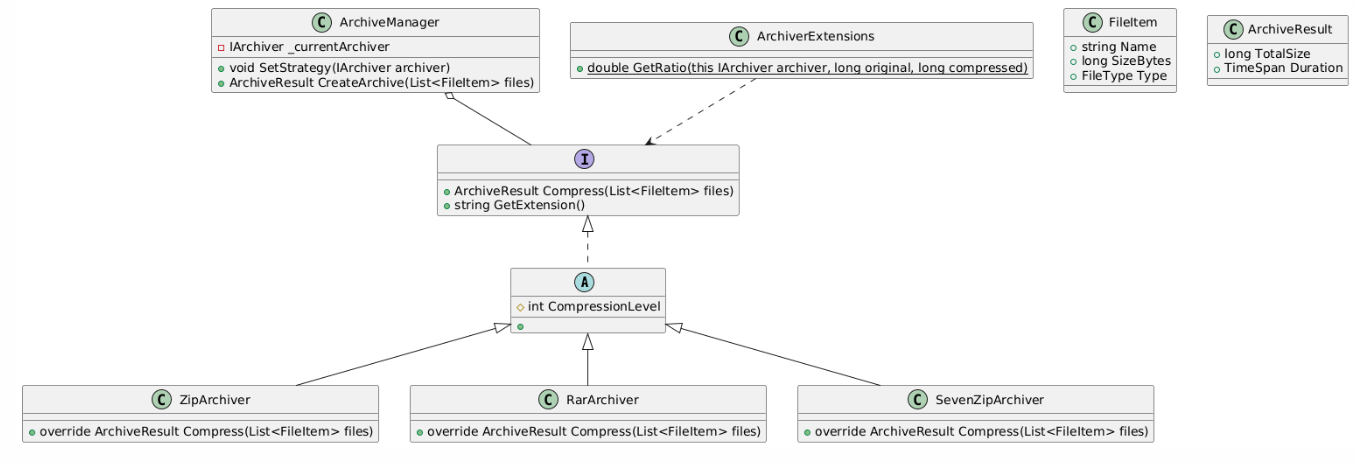 C ArchiveManager
IArchiver _currentArchiver
void SetStrategy(IArchiver archiver)
ArchiveResult CreateArchive(List<FileItem> files)
C ArchiverExtensions
double GetRatio(this IArchiver archiver, long original, long compressed)
C FileItem
string Name
long SizeBytes
FileType Type
C ArchiveResult
long TotalSize
TimeSpan Duration
I
ArchiveResult Compress(List<FileItem> files)
string GetExtension()
A
int CompressionLevel
C ZipArchiver
override ArchiveResult Compress(List<FileItem> files)
C RarArchiver
override ArchiveResult Compress(List<FileItem> files)
C SevenZipArchiver
override ArchiveResult Compress(List<FileItem> files)